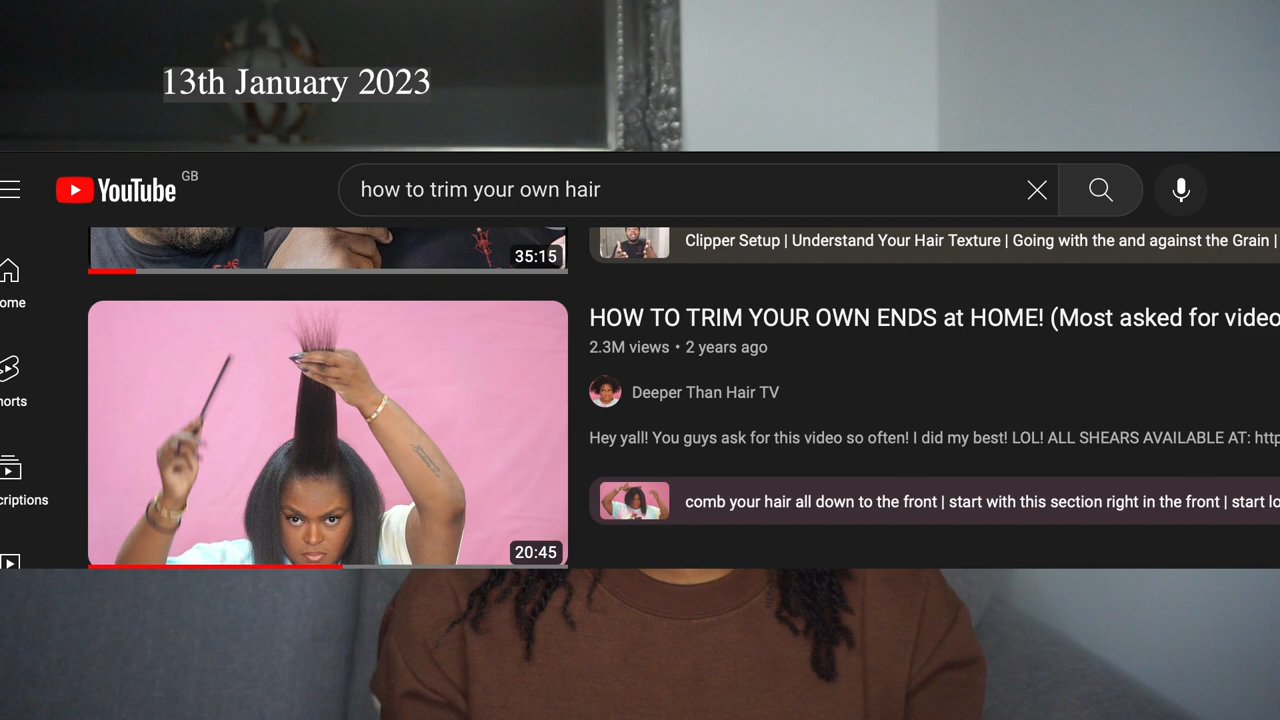 13th January 2023
YouTube GB
how to trim your own hair
35:15
Clipper Setup | Understand Your Hair Texture | Going with the and against the Grain |
ome
HOW TO TRIM YOUR OWN ENDS at HOME! (Most asked for video
2.3M views • 2 years ago
horts
Deeper Than Hair TV
Hey yall! You guys ask for this video so often! I did my best! LOL! ALL SHEARS AVAILABLE AT: http
criptions
comb your hair all down to the front | start with this section right in the front | start lo
20:45